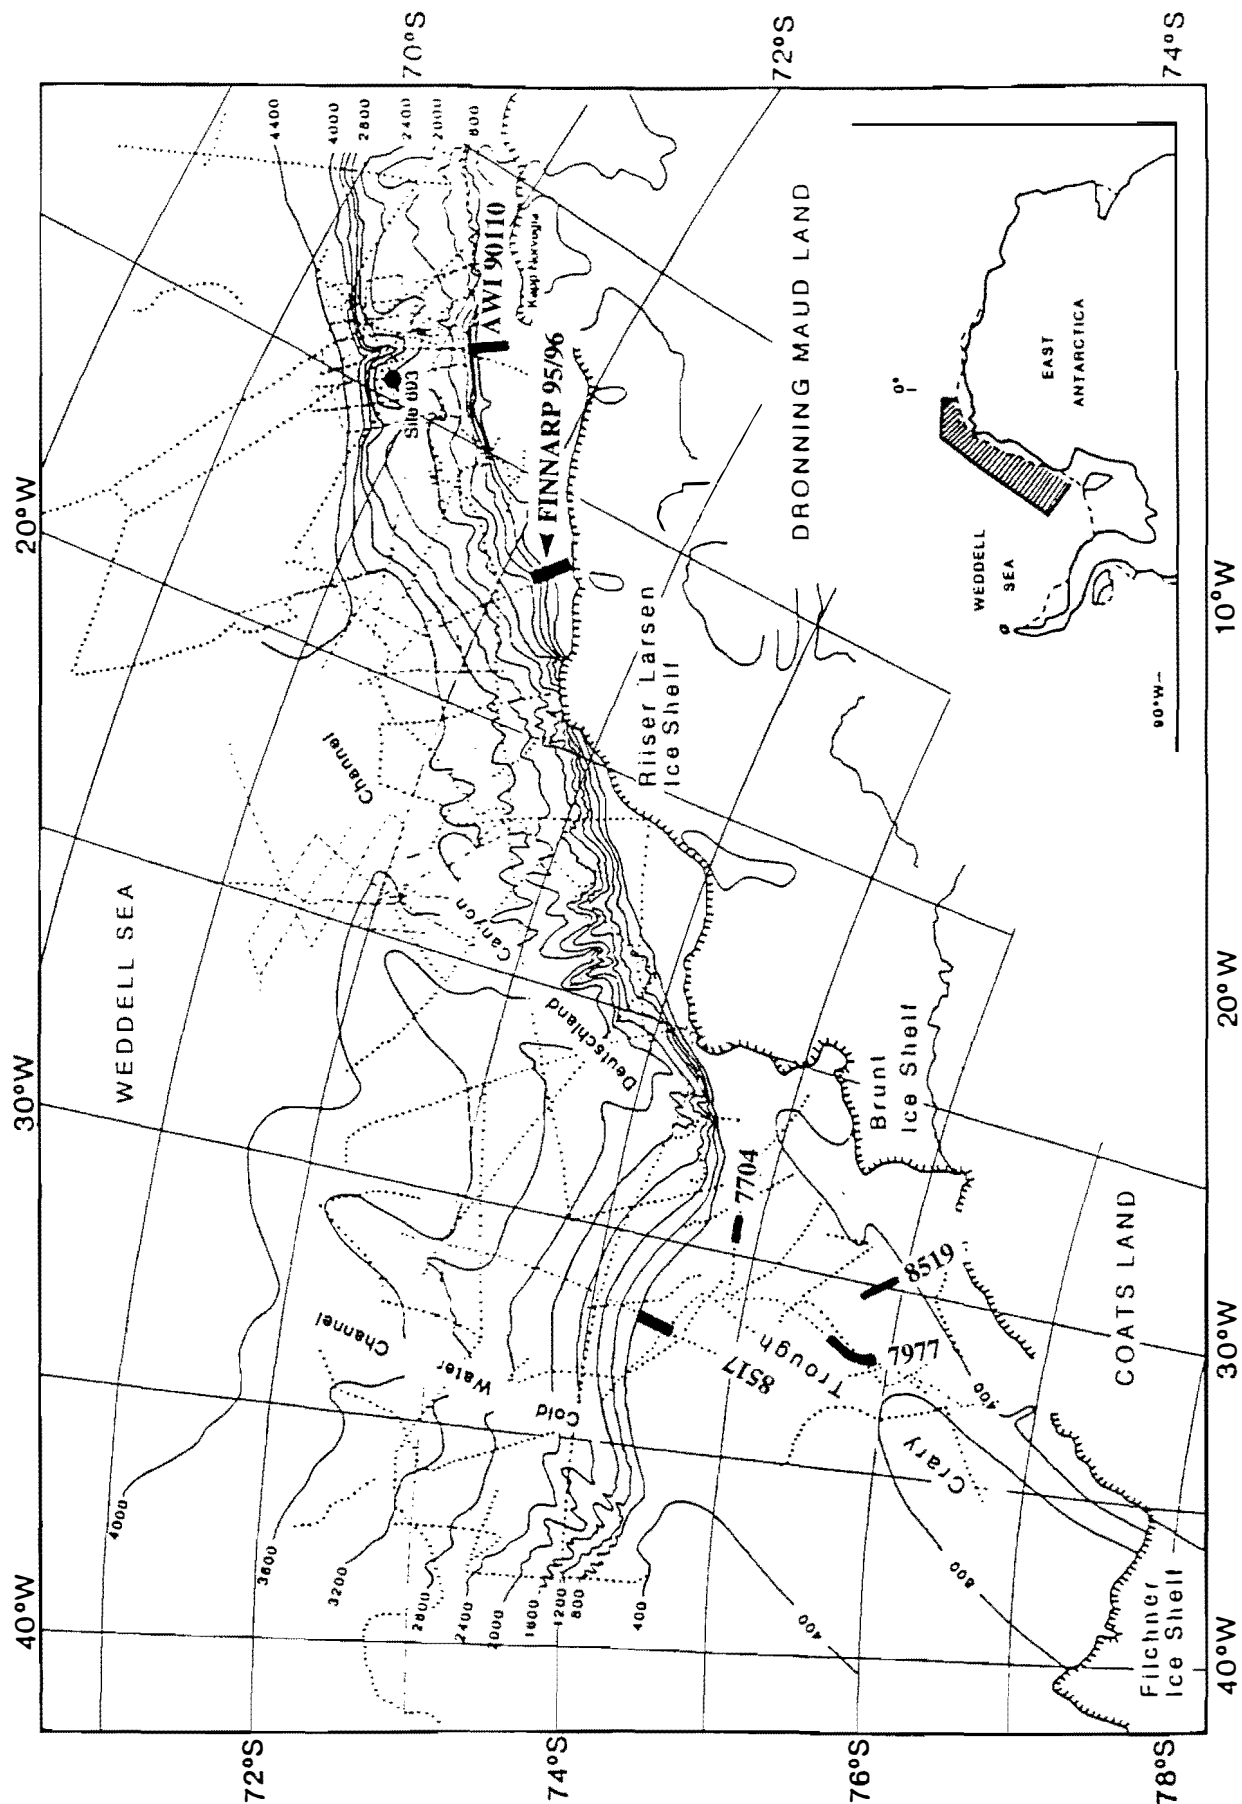 70°S
72°S
74°S
20°W
30°W
40°W
10°W
20°W
30°W
40°W
72°S
74°S
76°S
78°S
4400
4000
2800
2400
2000
800
AWI 90110
Kapp Norvegia
FINNARP 95/96
Site 693
WEDDELL SEA
DRONNING MAUD LAND
Riiser Larsen
Ice Shelf
Channel
Canyon
Deutschland
Brunt
Ice Shelf
COATS LAND
Channel
Water
Cold
7704
8519
8517
7977
Trough
Crary
400
800
400
Filchner
Ice Shelf
4000
3600
3200
2800
2400
2000
1600
1200
800
400
0°
EAST
ANTARCTICA
WEDDELL
SEA
90°W